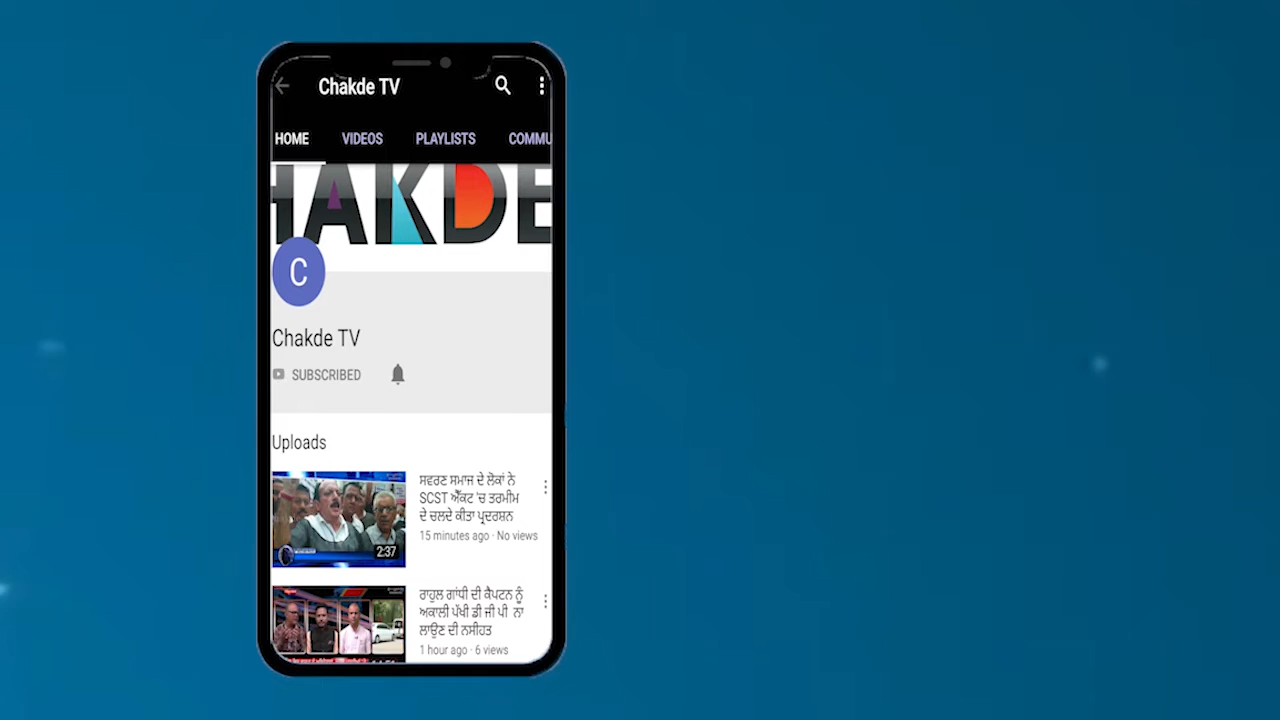 Chakde TV
HOME VIDEOS PLAYLISTS COMMU
HAKDE
C
Chakde TV
SUBSCRIBED
Uploads
ਸਵਰਣ ਸਮਾਜ ਦੇ ਲੋਕਾਂ ਨੇ
SCST ਐਕਟ 'ਚ ਤਰਮੀਮ
ਦੇ ਚਲਦੇ ਕੀਤਾ ਪ੍ਰਦਰਸ਼ਨ
15 minutes ago · No views
2:37
ਰਾਹੁਲ ਗਾਂਧੀ ਦੀ ਕੈਪਟਨ ਨੂੰ
ਅਕਾਲੀ ਪੱਖੀ ਡੀ ਜੀ ਪੀ ਨਾ
ਲਾਉਣ ਦੀ ਨਸੀਹਤ
1 hour ago · 6 views